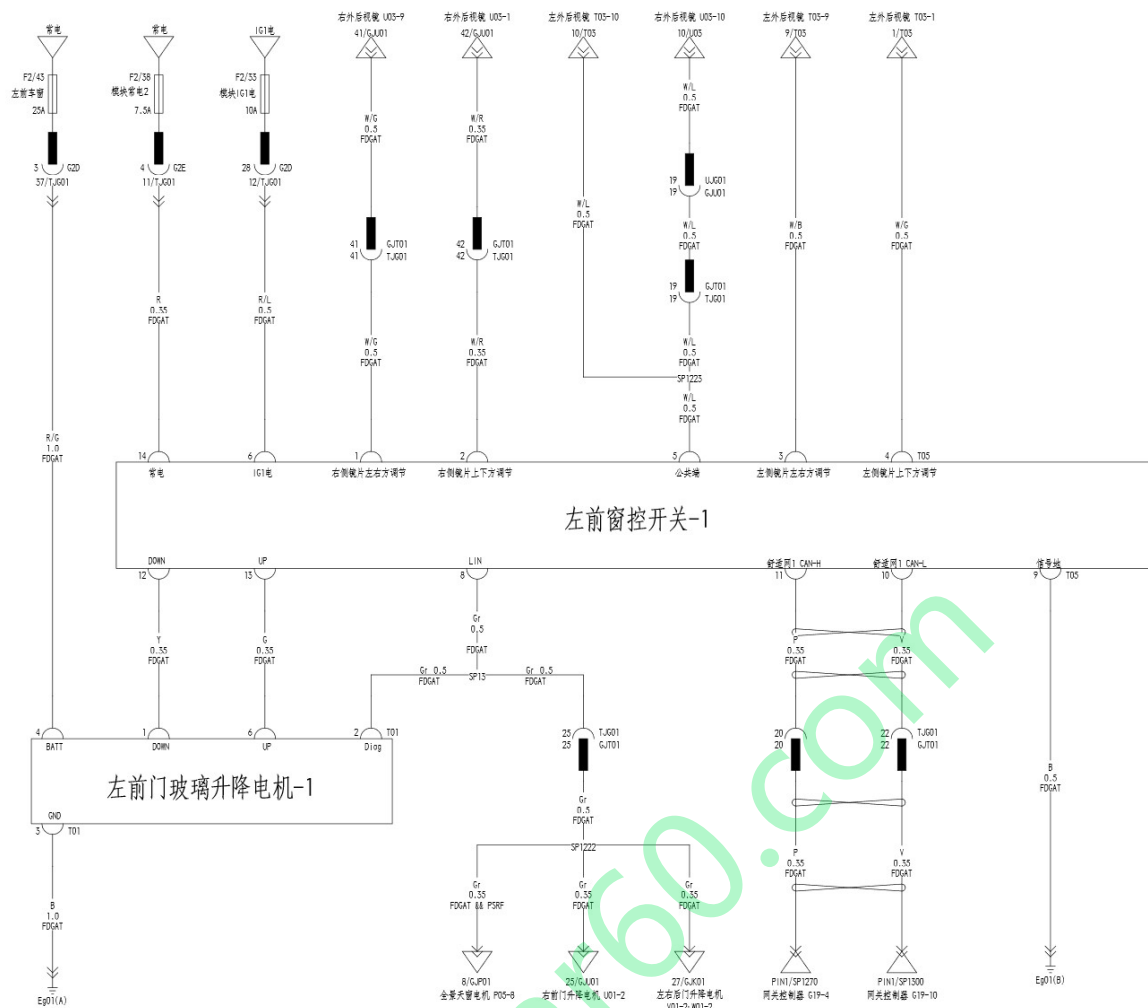 常电 常电 IG1电
右外后视镜 U03-9 右外后视镜 U03-1 左外后视镜 T03-10 右外后视镜 U03-10 左外后视镜 T03-9 左外后视镜 T03-1
41/GJU01 42/GJU01 10/T03 10/U03 9/T03 1/T03
F2/43 F2/38 F2/33
左前车窗 模块常电2 模块IG1电
25A 7.5A 10A
3 G2D 4 G2E 28 G2D
37/TJG01 11/TJG01 12/TJG01
W/G W/R W/L
0.5 0.35 0.5
FDGAT FDGAT FDGAT
19 UJG01
19 GJU01
W/L W/L W/B W/G
0.5 0.5 0.5 0.5
FDGAT FDGAT FDGAT FDGAT
41 GJT01 42 GJT01
41 TJG01 42 TJG01
19 GJT01
19 TJG01
R R/L
0.35 0.5
FDGAT FDGAT
W/G W/R W/L
0.5 0.35 0.5
FDGAT FDGAT FDGAT
SP1223
W/L
0.5
FDGAT
R/G
1.0
FDGAT
14 6 1 2 5 3 4 T05
常电 IG1电 右侧镜片左右方调节 右侧镜片上下方调节 公共端 左侧镜片左右方调节 左侧镜片上下方调节
左前窗控开关-1
DOWN UP LIN 舒适网1 CAN-H 舒适网1 CAN-L 信号地
12 13 8 11 10 9 T05
Gr
0.5
FDGAT
Y G P V
0.35 0.35 0.35 0.35
FDGAT FDGAT FDGAT FDGAT
Gr 0.5 Gr 0.5
FDGAT SP13 FDGAT
4 1 6 2 T01
BATT DOWN UP Diag
25 TJG01 20 22 TJG01
25 GJT01 20 22 GJT01
左前门玻璃升降电机-1
B
0.5
FDGAT
GND
3 T01
Gr
0.5
FDGAT
SP1222
P V
0.35 0.35
FDGAT FDGAT
Gr Gr Gr
0.35 0.35 0.35
FDGAT && PSRF FDGAT FDGAT
B
1.0
FDGAT
8/GJP01 25/GJU01 27/GJK01 PIN1/SP1270 PIN1/SP1300
Eg01(A) 全景天窗电机 P05-8 右前门升降电机 U01-2 左右后门升降电机 网关控制器 G19-4 网关控制器 G19-10 Eg01(B)
V01-2;W01-2